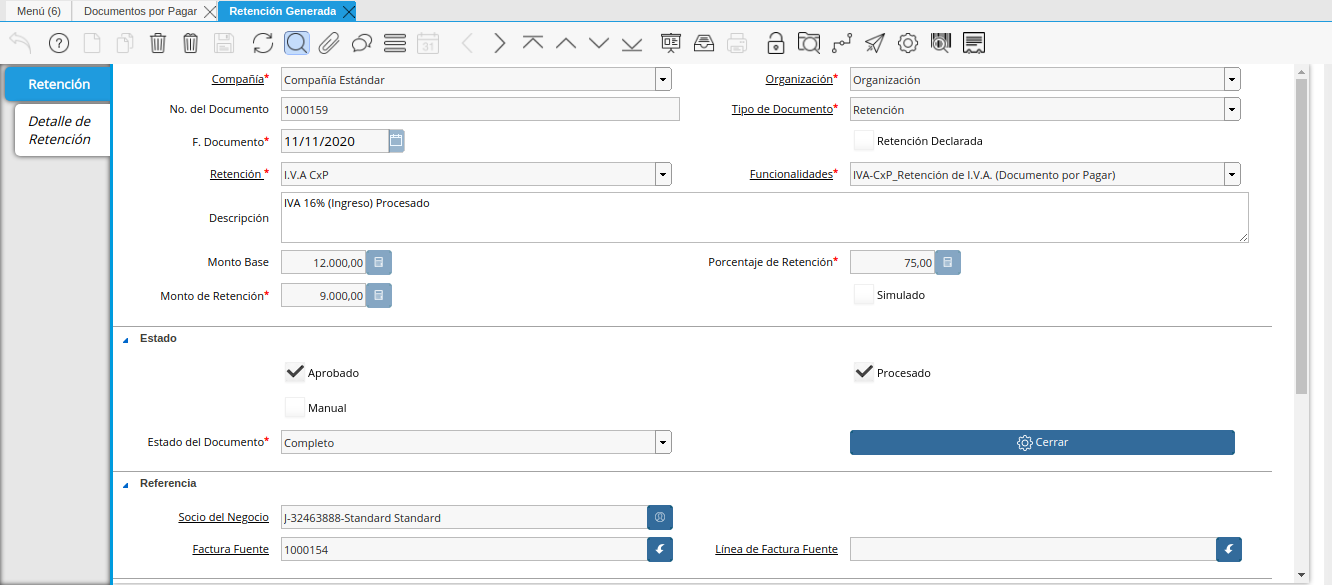 Menú (6) Documentos por Pagar Retención Generada
31
Retención
Detalle de
Retención
Compañía* Compañía Estándar Organización* Organización
No. del Documento 1000159 Tipo de Documento* Retención
F. Documento* 11/11/2020 Retención Declarada
Retención * I.V.A CxP Funcionalidades* IVA-CxP_Retención de I.V.A. (Documento por Pagar)
Descripción IVA 16% (Ingreso) Procesado
Monto Base 12.000,00 Porcentaje de Retención* 75,00
Monto de Retención* 9.000,00 Simulado
Estado
Aprobado Procesado
Manual
Estado del Documento* Completo Cerrar
Referencia
Socio del Negocio J-32463888-Standard Standard
Factura Fuente 1000154 Línea de Factura Fuente